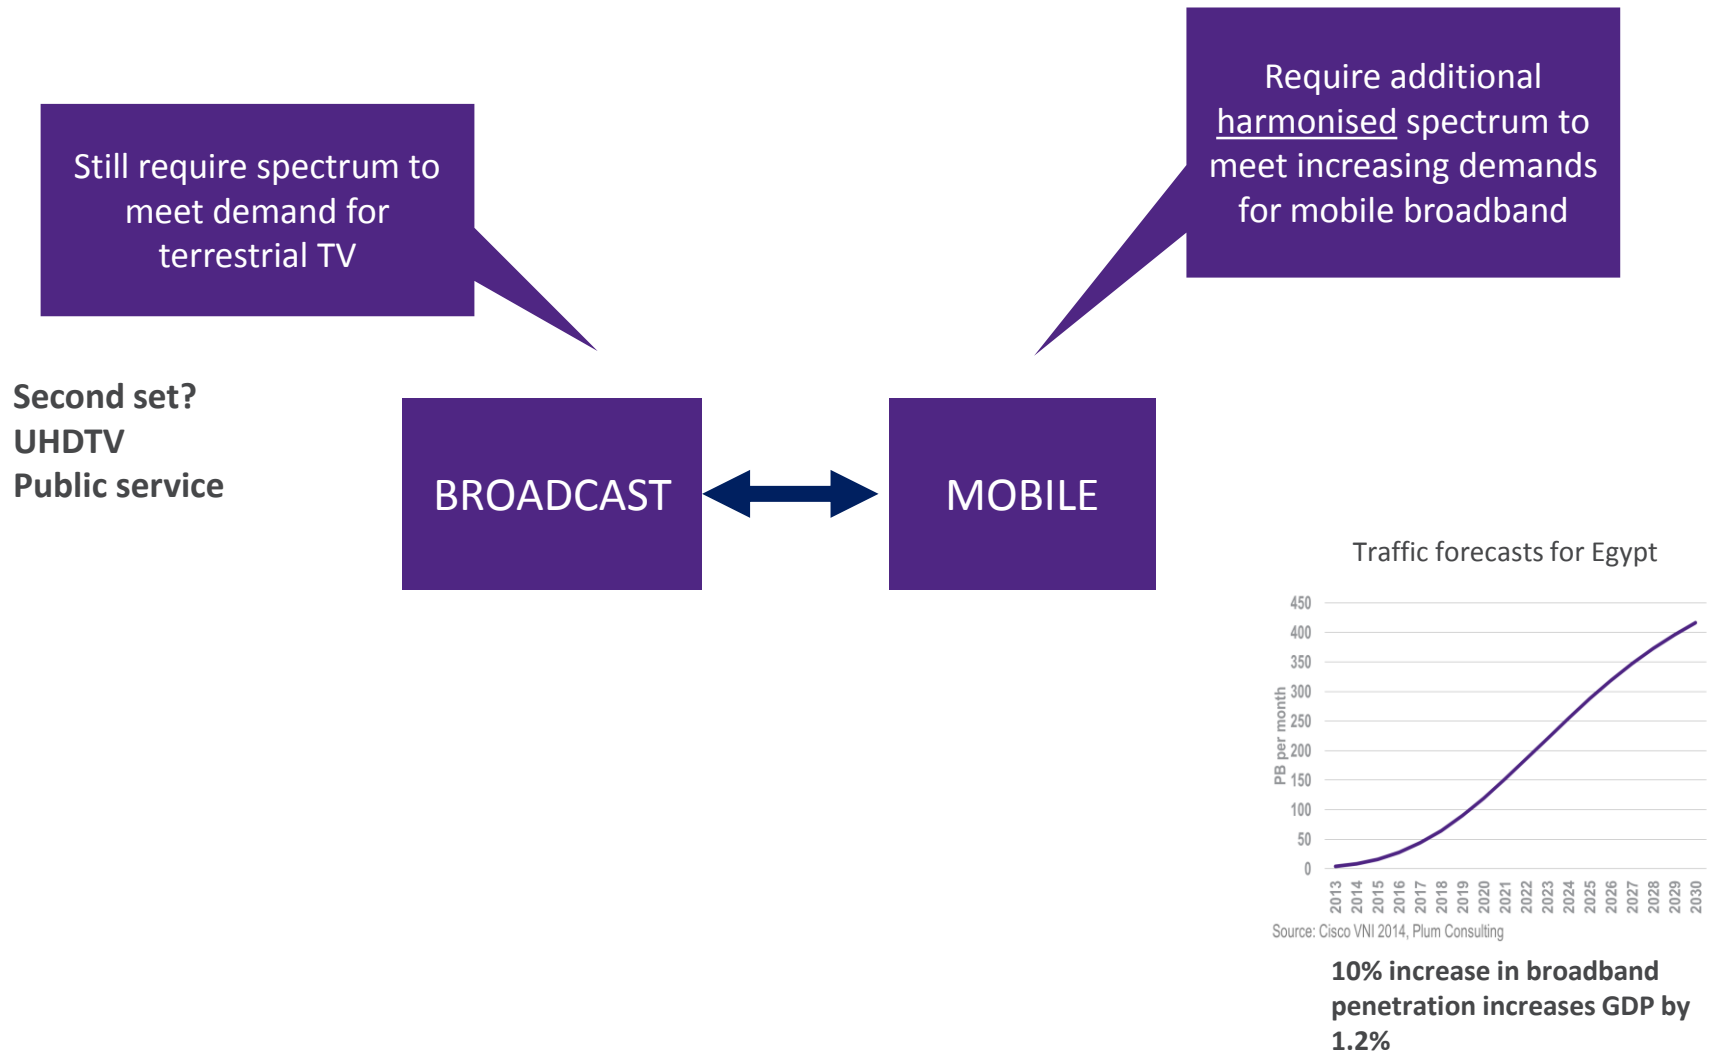 Require additional
harmonised spectrum to
meet increasing demands
for mobile broadband
Still require spectrum to
meet demand for
terrestrial TV
Second set?
UHDTV
Public service
BROADCAST
MOBILE
Traffic forecasts for Egypt
450
400
350
300
250
200
150
100
50
0
PB per month
2013
2014
2015
2016
2017
2018
2019
2020
2021
2022
2023
2024
2025
2026
2027
2028
2029
2030
Source: Cisco VNI 2014, Plum Consulting
10% increase in broadband
penetration increases GDP by
1.2%